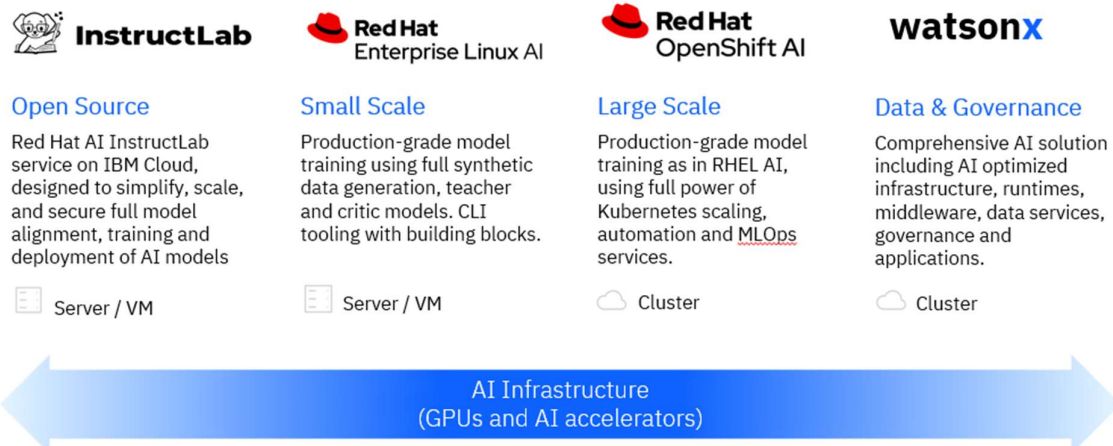 InstructLab
Open Source
Red Hat AI InstructLab
service on IBM Cloud,
designed to simplify, scale,
and secure full model
alignment, training and
deployment of AI models
Server / VM
Red Hat
Enterprise Linux AI
Small Scale
Production-grade model
training using full synthetic
data generation, teacher
and critic models. CLI
tooling with building blocks.
Server / VM
Red Hat
OpenShift AI
Large Scale
Production-grade model
training as in RHEL AI,
using full power of
Kubernetes scaling,
automation and MLOps
services.
Cluster
watsonx
Data & Governance
Comprehensive AI solution
including AI optimized
infrastructure, runtimes,
middleware, data services,
governance and
applications.
Cluster
AI Infrastructure
(GPUs and AI accelerators)